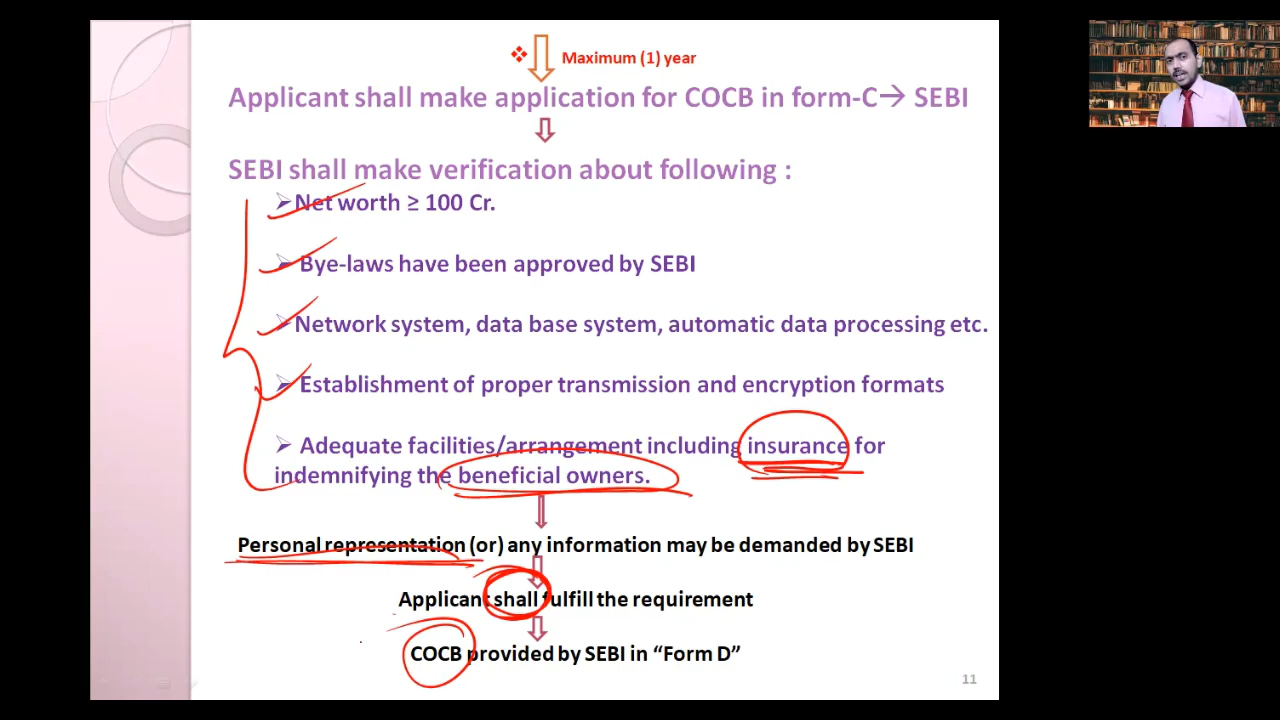 ❖ Maximum (1) year
Applicant shall make application for COCB in form-C→ SEBI
SEBI shall make verification about following :
➢Net worth ≥ 100 Cr.
➢ Bye-laws have been approved by SEBI
➢Network system, data base system, automatic data processing etc.
➢ Establishment of proper transmission and encryption formats
➢ Adequate facilities/arrangement including insurance for
indemnifying the beneficial owners.
Personal representation (or) any information may be demanded by SEBI
Applicant shall fulfill the requirement
COCB provided by SEBI in “Form D”
11